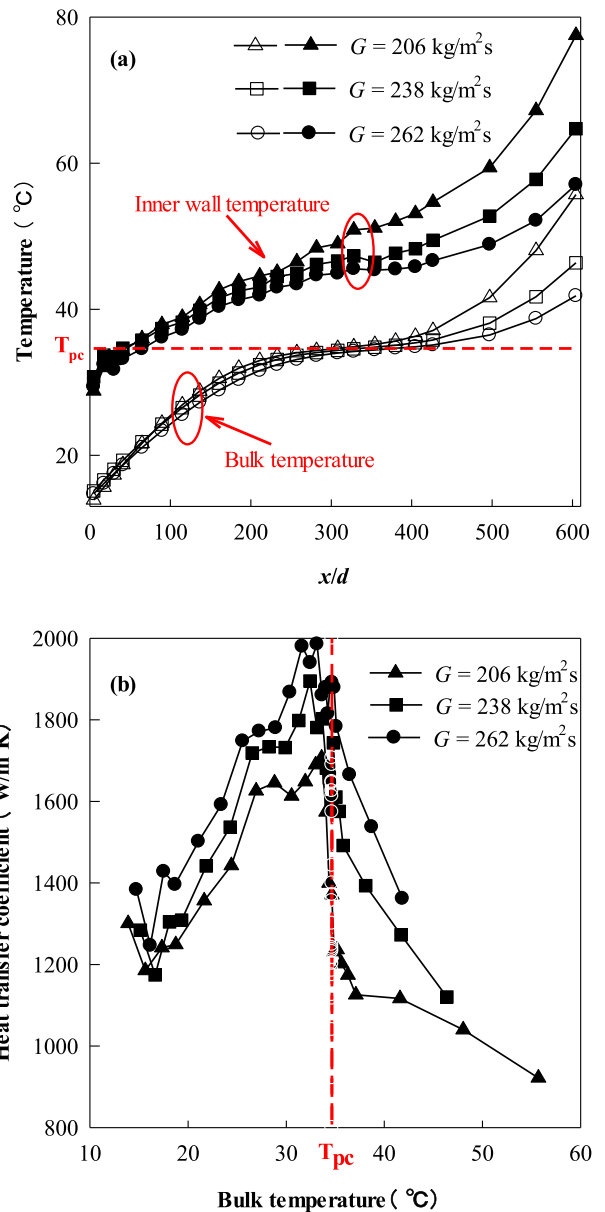 80
(a)
G = 206 kg/m²s
G = 238 kg/m²s
G = 262 kg/m²s
60
Inner wall temperature
Temperature ( ℃)
40
Tpc
20
Bulk temperature
0 100 200 300 400 500 600
x/d
2000
(b)
G = 206 kg/m²s
G = 238 kg/m²s
G = 262 kg/m²s
1800
1600
1400
1200
1000
800
Heat transfer coefficient ( W/m K)
10 20 30 Tpc 40 50 60
Bulk temperature( ℃)